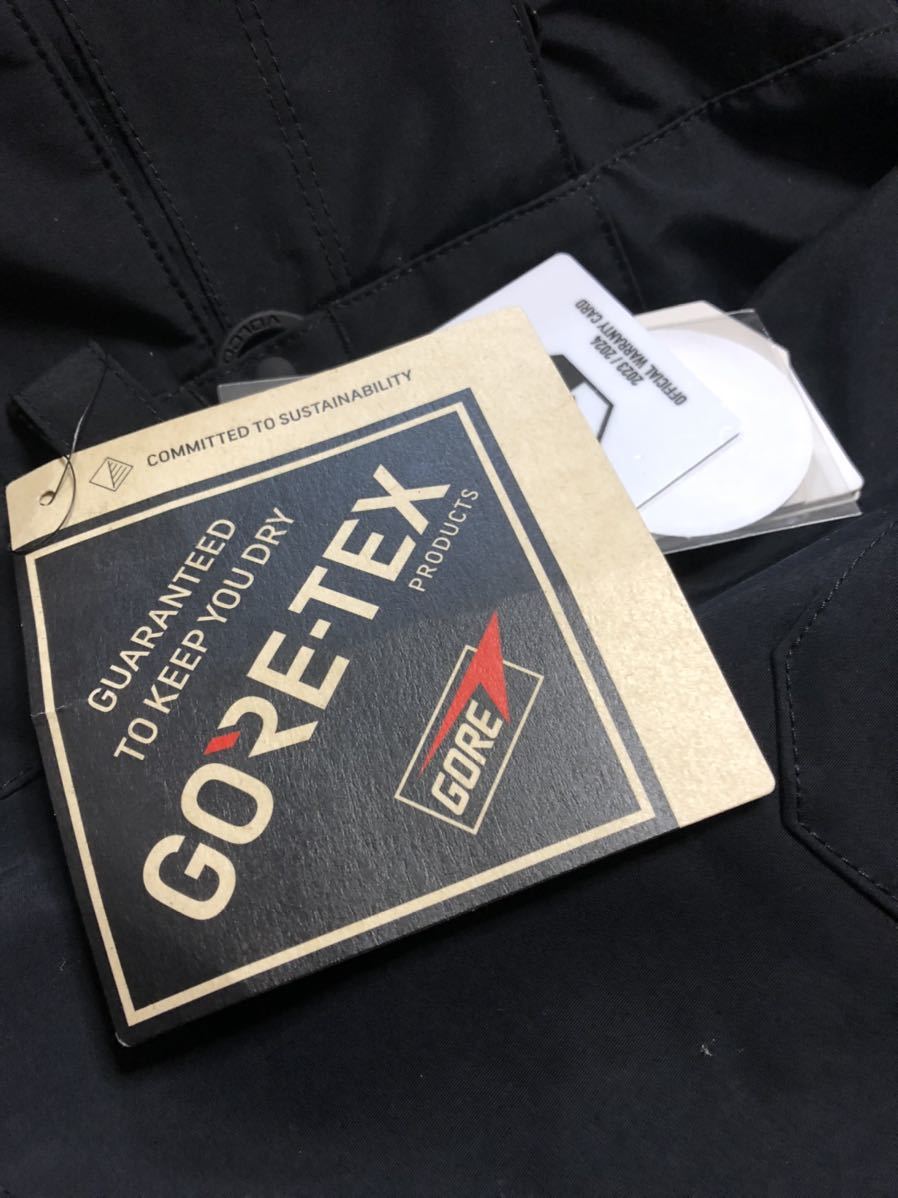 COMMITTED TO SUSTAINABILITY
GUARANTEED
TO KEEP YOU DRY
GORE-TEX
PRODUCTS
GORE
2023 / 2024
OFFICIAL WARRANTY CARD